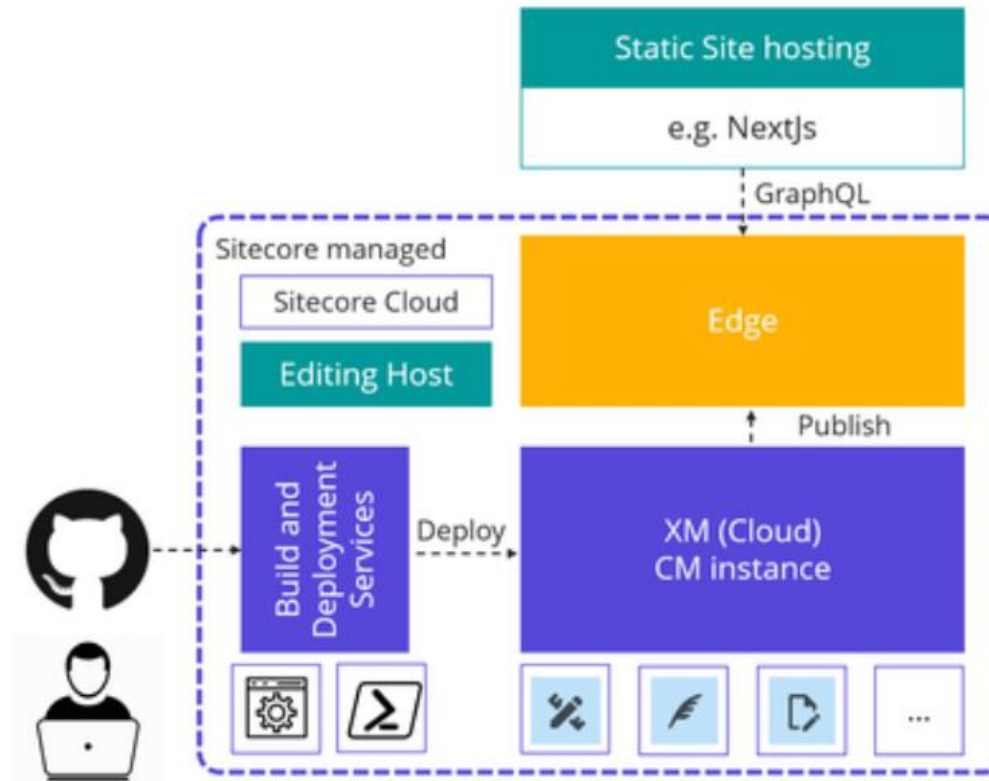 Static Site hosting
e.g. NextJs
GraphQL
Sitecore managed
Sitecore Cloud
Editing Host
Edge
Publish
Build and
Deployment
Services
Deploy
XM (Cloud)
CM instance
...